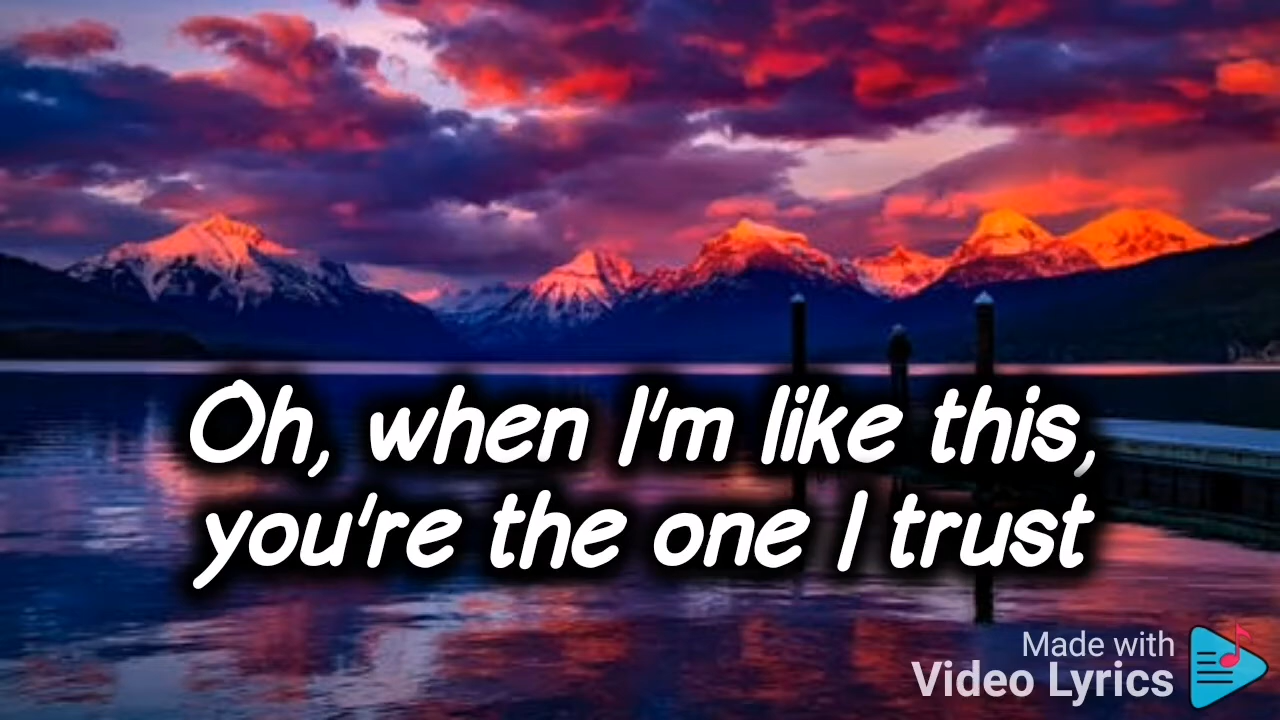 Oh, when I'm like this,
you're the one I trust
Made with
Video Lyrics